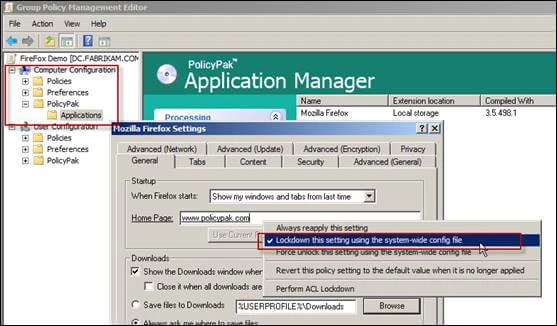 Group Policy Management Editor
File Action View Help
FireFox Demo [DC.FABRIKAM.COM
Computer Configuration
Policies
Preferences
PolicyPak
Applications
User Configuration
Policies
Preferences
PolicyPak
PolicyPak™
Application Manager
Processing
Name Extension location Compiled With
Mozilla Firefox Local storage 3.5.498.1
Mozilla Firefox Settings
Advanced (Network) Advanced (Update) Advanced (Encryption) Privacy
General Tabs Content Security Advanced (General)
Startup
When Firefox starts: Show my windows and tabs from last time
Home Page: www.policypak.com
Use Current
Always reapply this setting
Lockdown this setting using the system-wide config file
Force unlock this setting using the system-wide config file
Revert this policy setting to the default value when it is no longer applied
Perform ACL Lockdown
Downloads
Show the Downloads window when
Close it when all downloads are
Save files to Downloads %USERPROFILE%\Downloads Browse
Always ask me where to save files